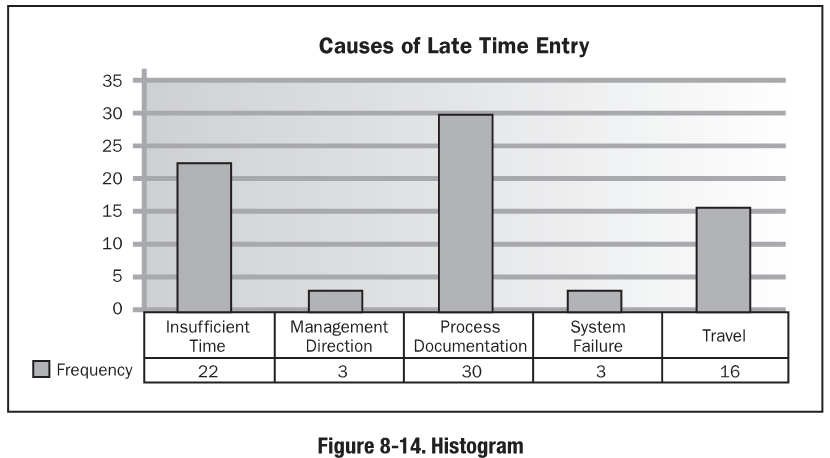 Causes of Late Time Entry
35
30
25
20
15
10
5
0
Insufficient Time
Management Direction
Process Documentation
System Failure
Travel
Frequency 22 3 30 3 16
Figure 8-14. Histogram